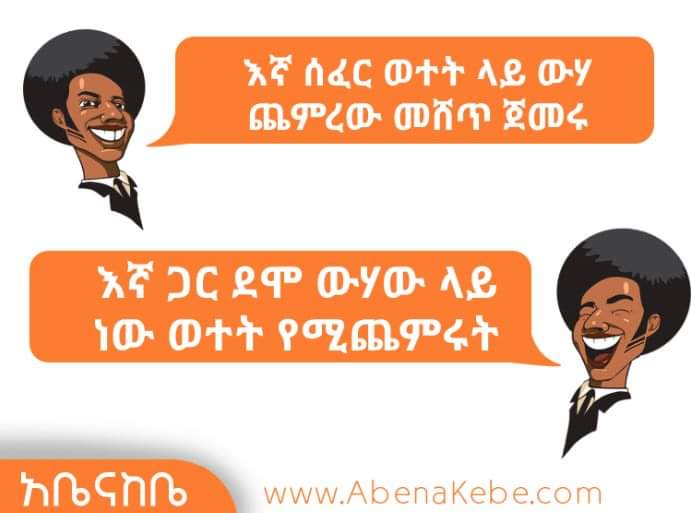 እኛ ሰፈር ወተት ላይ ውሃ
ጨምረው መሸጥ ጀመሩ
እኛ ጋር ደሞ ውሃው ላይ
ነው ወተት የሚጨምሩት
አቤናከቤ
www.AbenaKebe.com